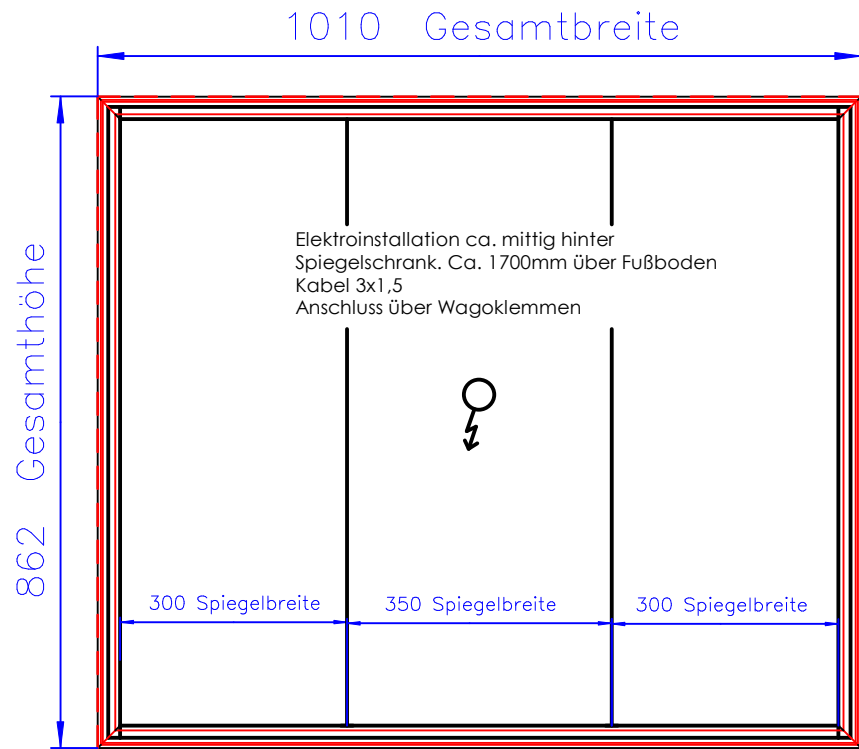 1010 Gesamtbreite
862 Gesamthöhe
Elektroinstallation ca. mittig hinter
Spiegelschrank. Ca. 1700mm über Fußboden
Kabel 3x1,5
Anschluss über Wagoklemmen
300 Spiegelbreite
350 Spiegelbreite
300 Spiegelbreite